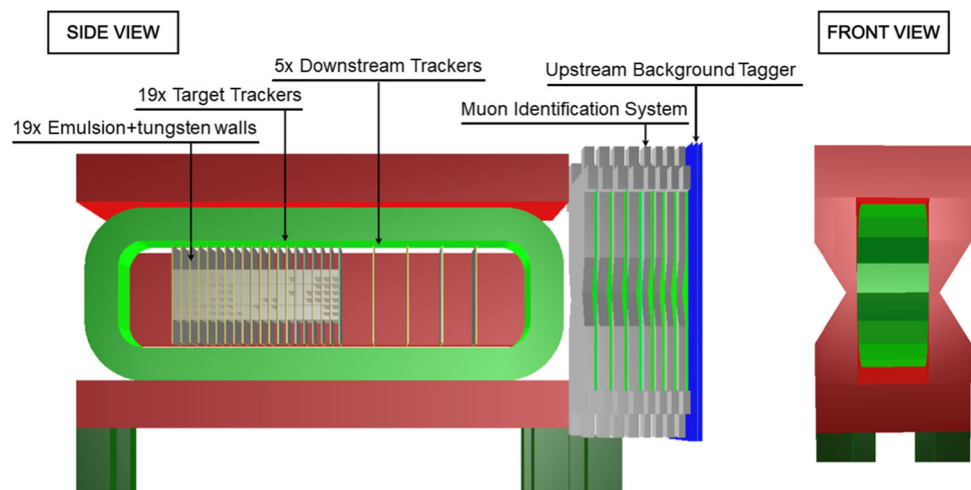 SIDE VIEW
FRONT VIEW
5x Downstream Trackers
Upstream Background Tagger
19x Target Trackers
Muon Identification System
19x Emulsion+tungsten walls